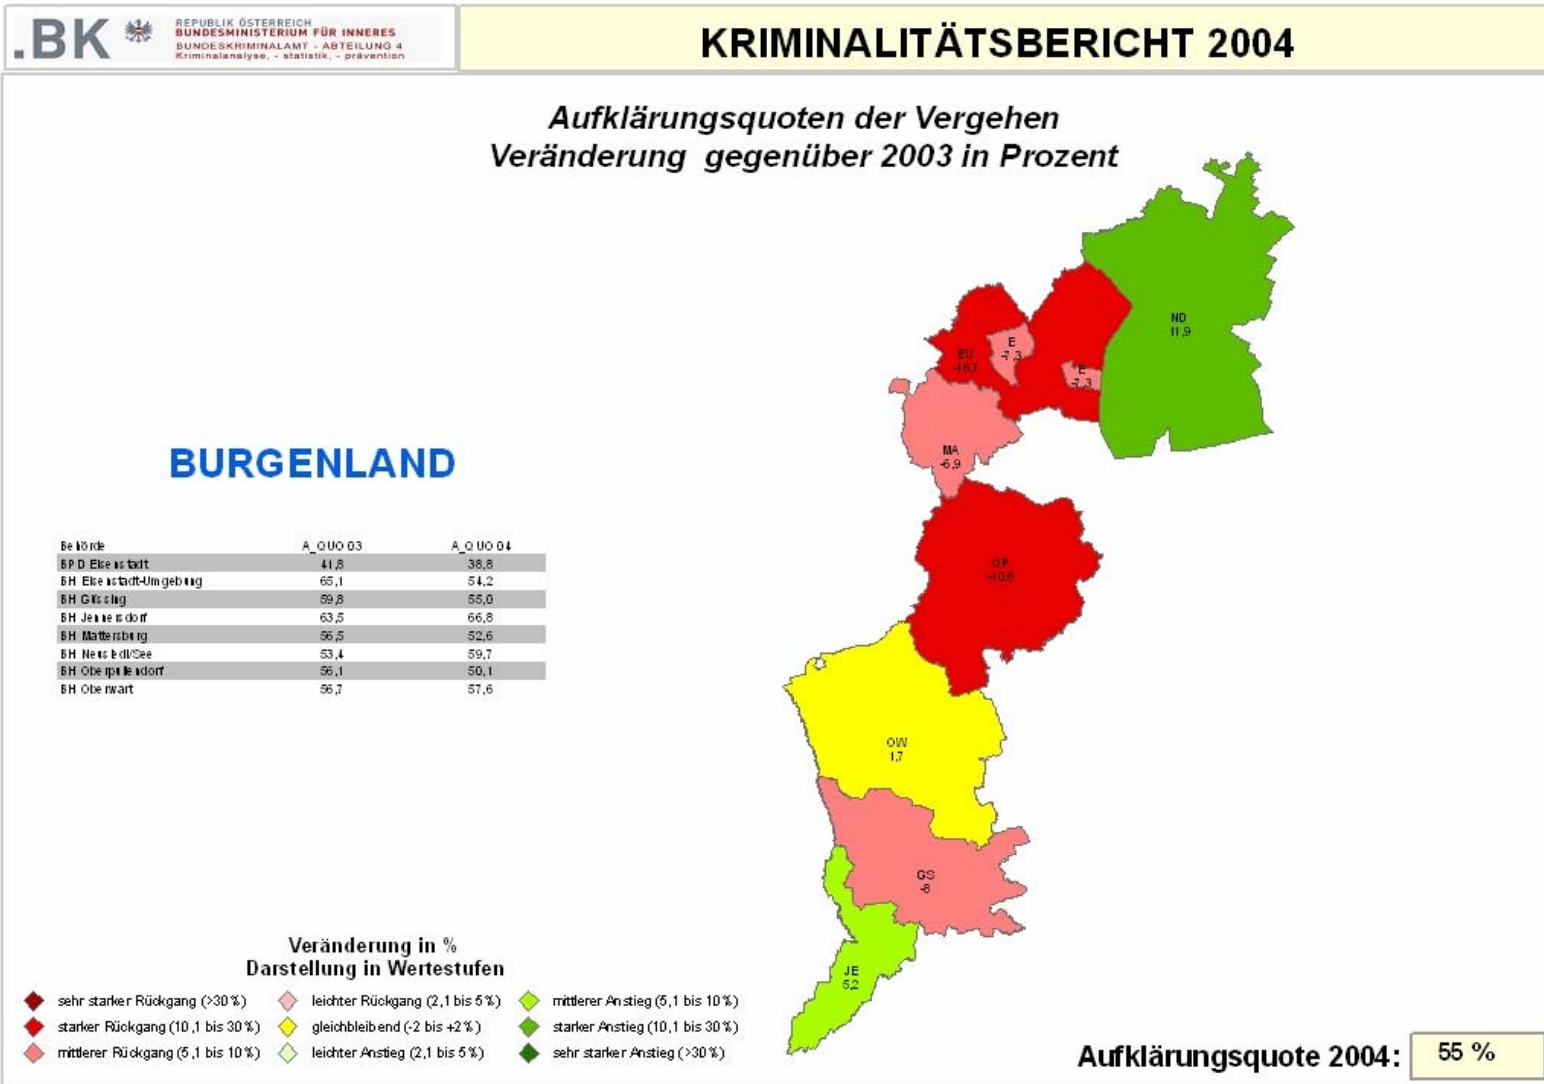 .BK
REPUBLIK ÖSTERREICH
BUNDESMINISTERIUM FÜR INNERES
BUNDESKRIMINALAMT - ABTEILUNG 4
Kriminalanalyse, - statistik, - prävention
KRIMINALITÄTSBERICHT 2004
Aufklärungsquoten der Vergehen
Veränderung gegenüber 2003 in Prozent
ND
11,9
E
-7,3
EU
E
-7,3
MA
-6,9
BURGENLAND
Behörde A_QUO 03 A_QUO 04
BPD Eisenstadt 41,8 38,8
BH Eisenstadt-Umgebung 65,1 54,2
BH Güssing 59,8 55,0
BH Jennersdorf 63,5 66,8
BH Mattersburg 56,5 52,6
BH Neusiedl/See 53,4 59,7
BH Oberpullendorf 56,1 50,1
BH Oberwart 56,7 57,6
OP
-10,6
OW
1,7
GS
-8
JE
5,2
Veränderung in %
Darstellung in Wertestufen
sehr starker Rückgang (>30%) leichter Rückgang (2,1 bis 5%) mittlerer Anstieg (5,1 bis 10%)
starker Rückgang (10,1 bis 30%) gleichbleibend (-2 bis +2%) starker Anstieg (10,1 bis 30%)
mittlerer Rückgang (5,1 bis 10%) leichter Anstieg (2,1 bis 5%) sehr starker Anstieg (>30%)
Aufklärungsquote 2004: 55 %